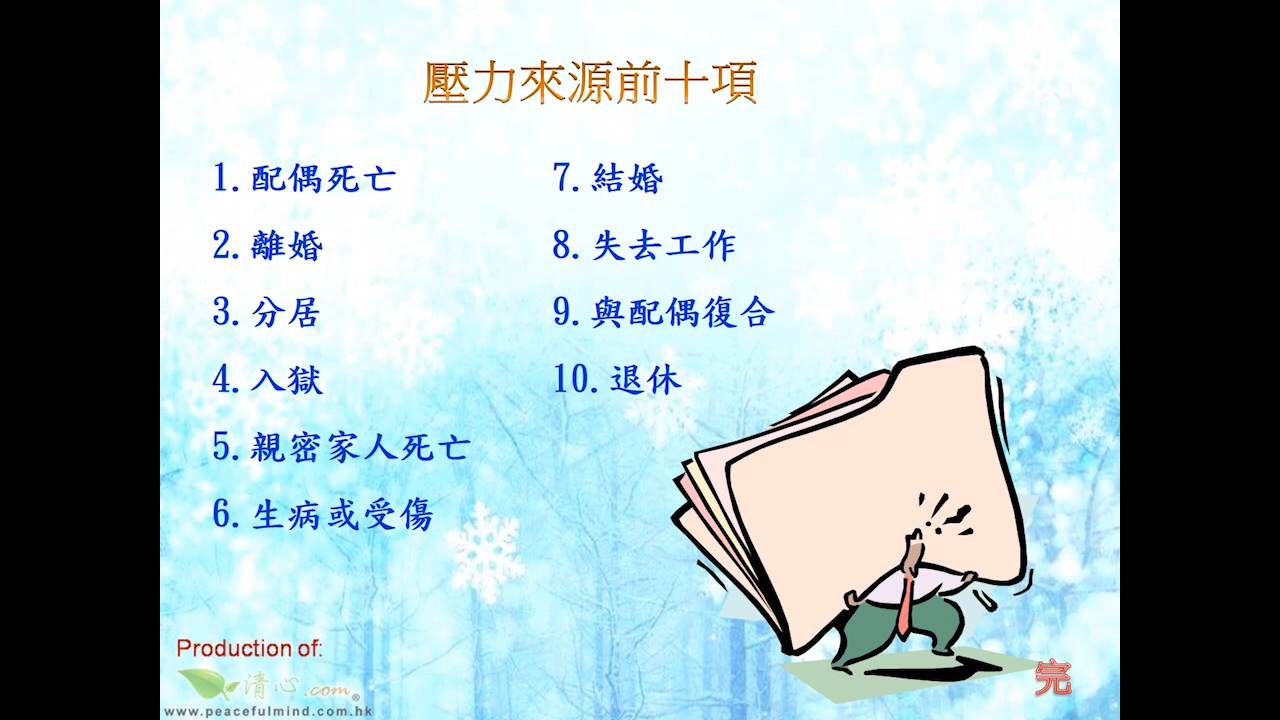 壓力來源前十項
1.配偶死亡
2.離婚
3.分居
4.入獄
5.親密家人死亡
6.生病或受傷
7.結婚
8.失去工作
9.與配偶復合
10.退休
Production of:
清心.com®
www.peacefulmind.com.hk
完